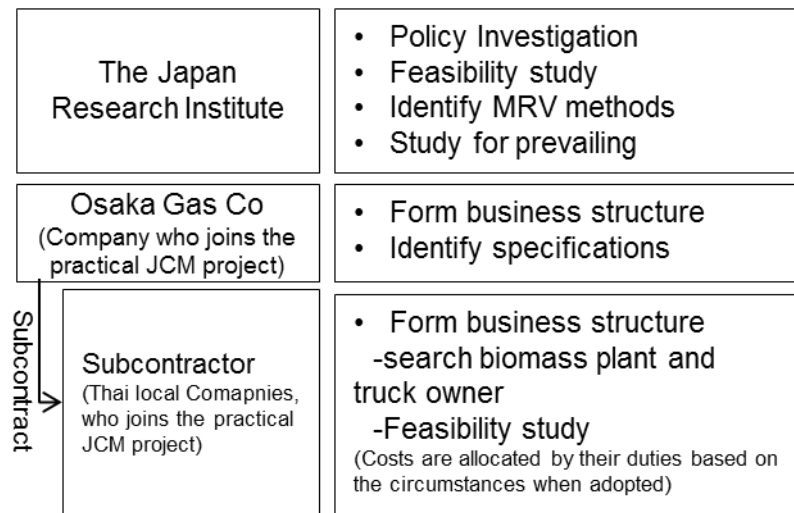 The Japan
Research Institute
• Policy Investigation
• Feasibility study
• Identify MRV methods
• Study for prevailing
Osaka Gas Co
(Company who joins the
practical JCM project)
• Form business structure
• Identify specifications
Subcontract
Subcontractor
(Thai local Comapnies,
who joins the practical
JCM project)
• Form business structure
-search biomass plant and
truck owner
-Feasibility study
(Costs are allocated by their duties based on
the circumstances when adopted)